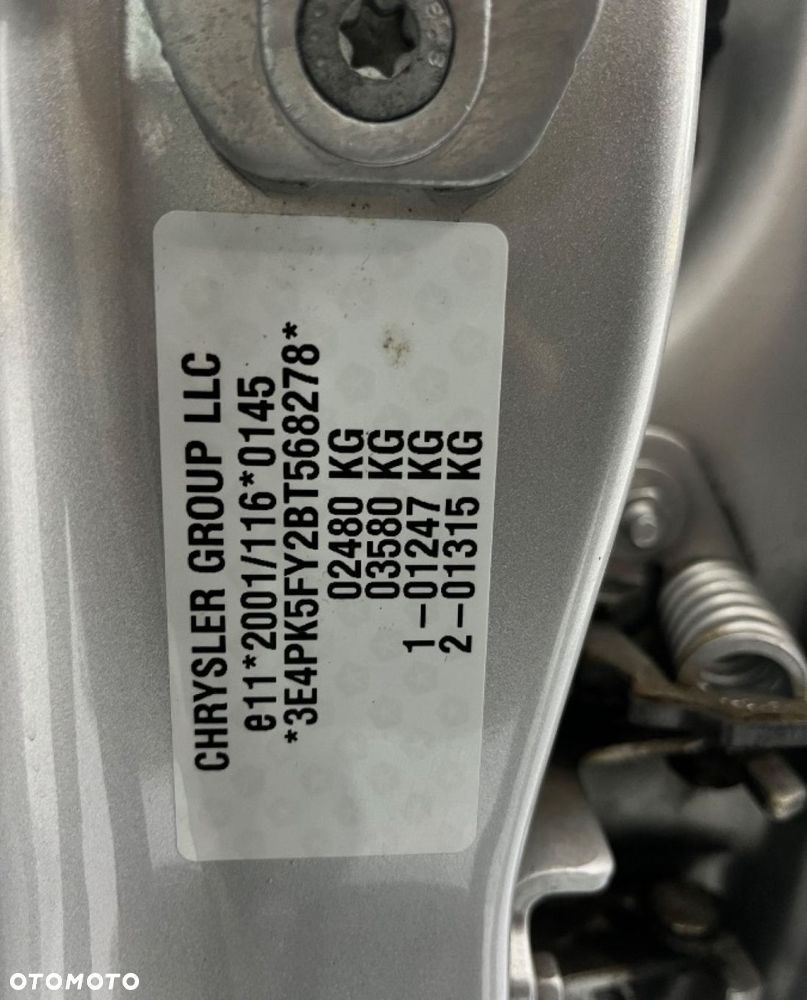 CHRYSLER GROUP LLC
e11*2001/116*0145
*3E4PK5FY2BT568278*
02480 KG
03580 KG
1-01247 KG
2-01315 KG
OTOMOTO